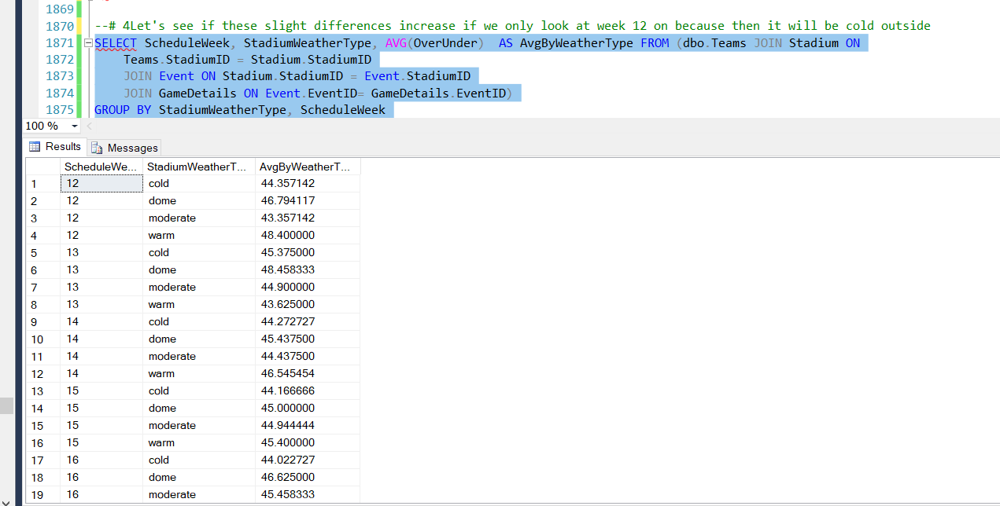 1869
1870 --# 4Let's see if these slight differences increase if we only look at week 12 on because then it will be cold outside
1871 SELECT ScheduleWeek, StadiumWeatherType, AVG(OverUnder)  AS AvgByWeatherType FROM (dbo.Teams JOIN Stadium ON
1872 Teams.StadiumID = Stadium.StadiumID
1873 JOIN Event ON Stadium.StadiumID = Event.StadiumID
1874 JOIN GameDetails ON Event.EventID= GameDetails.EventID)
1875 GROUP BY StadiumWeatherType, ScheduleWeek
100 %
Results Messages
ScheduleWe... StadiumWeatherT... AvgByWeatherT...
1 12 cold 44.357142
2 12 dome 46.794117
3 12 moderate 43.357142
4 12 warm 48.400000
5 13 cold 45.375000
6 13 dome 48.458333
7 13 moderate 44.900000
8 13 warm 43.625000
9 14 cold 44.272727
10 14 dome 45.437500
11 14 moderate 44.437500
12 14 warm 46.545454
13 15 cold 44.166666
14 15 dome 45.000000
15 15 moderate 44.944444
16 15 warm 45.400000
17 16 cold 44.022727
18 16 dome 46.625000
19 16 moderate 45.458333